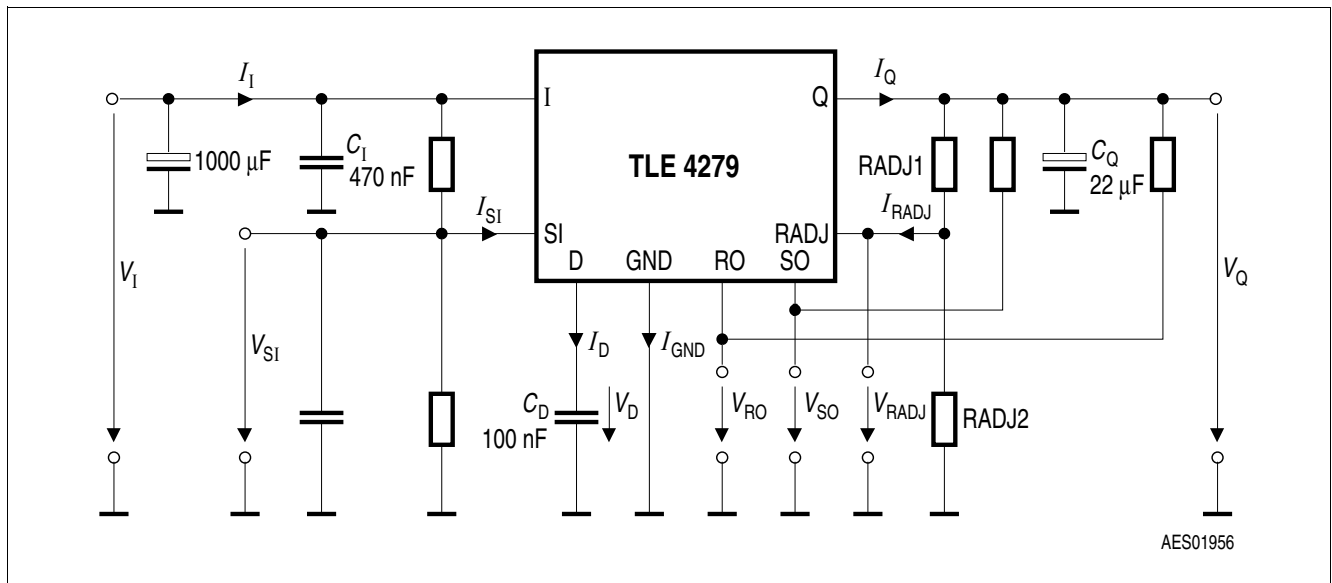 I_I
I_Q
I
Q
1000 µF
C_I
470 nF
TLE 4279
RADJ1
C_Q
22 µF
I_SI
I_RADJ
SI
RADJ
D
GND
RO
SO
V_I
V_Q
V_SI
I_D
I_GND
C_D
100 nF
V_D
V_RO
V_SO
V_RADJ
RADJ2
AES01956